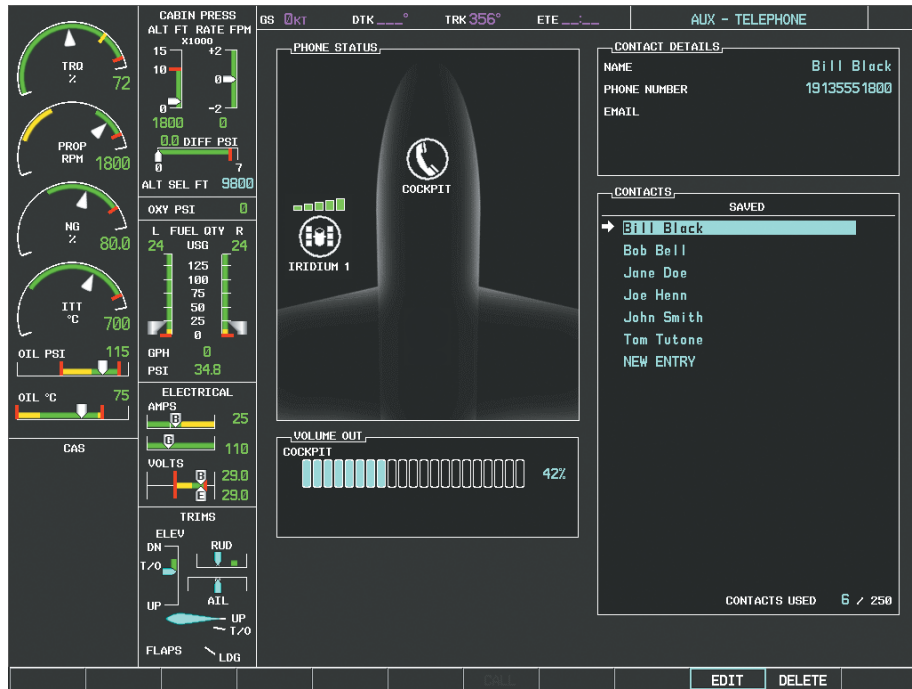 GS 0KT DTK ___° TRK 356° ETE __:__ AUX - TELEPHONE
TRQ
%
72
PROP
RPM
1800
NG
%
80.0
ITT
°C
700
OIL PSI 115
OIL °C 75
CAS
CABIN PRESS
ALT FT RATE FPM
X1000
15 +2
10
0
0 -2
1800 0
0.0 DIFF PSI
0 7
ALT SEL FT 9800
OXY PSI 0
L FUEL QTY R
24 USG 24
125
100
75
50
25
0
GPH 0
PSI 34.8
ELECTRICAL
AMPS
B 25
G 110
VOLTS
B 29.0
E 29.0
TRIMS
ELEV
DN RUD
T/O
UP AIL
UP
T/O
FLAPS LDG
PHONE STATUS
COCKPIT
IRIDIUM 1
VOLUME OUT
COCKPIT
42%
CONTACT DETAILS
NAME Bill Black
PHONE NUMBER 19135551800
EMAIL
CONTACTS
SAVED
Bill Black
Bob Bell
Jane Doe
Joe Henn
John Smith
Tom Tutone
NEW ENTRY
CONTACTS USED 6 / 250
CALL EDIT DELETE